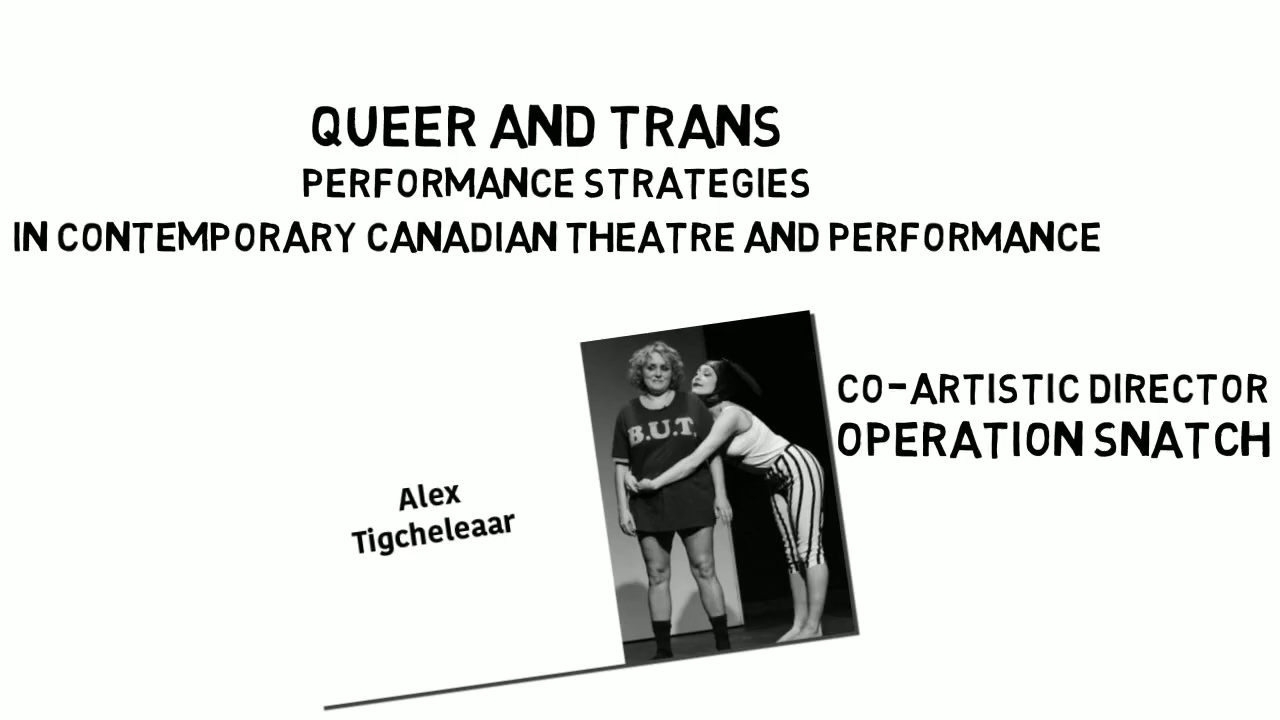 QUEER AND TRANS
PERFORMANCE STRATEGIES
IN CONTEMPORARY CANADIAN THEATRE AND PERFORMANCE
B.U.T.
CO-ARTISTIC DIRECTOR
OPERATION SNATCH
Alex
Tigcheleaar